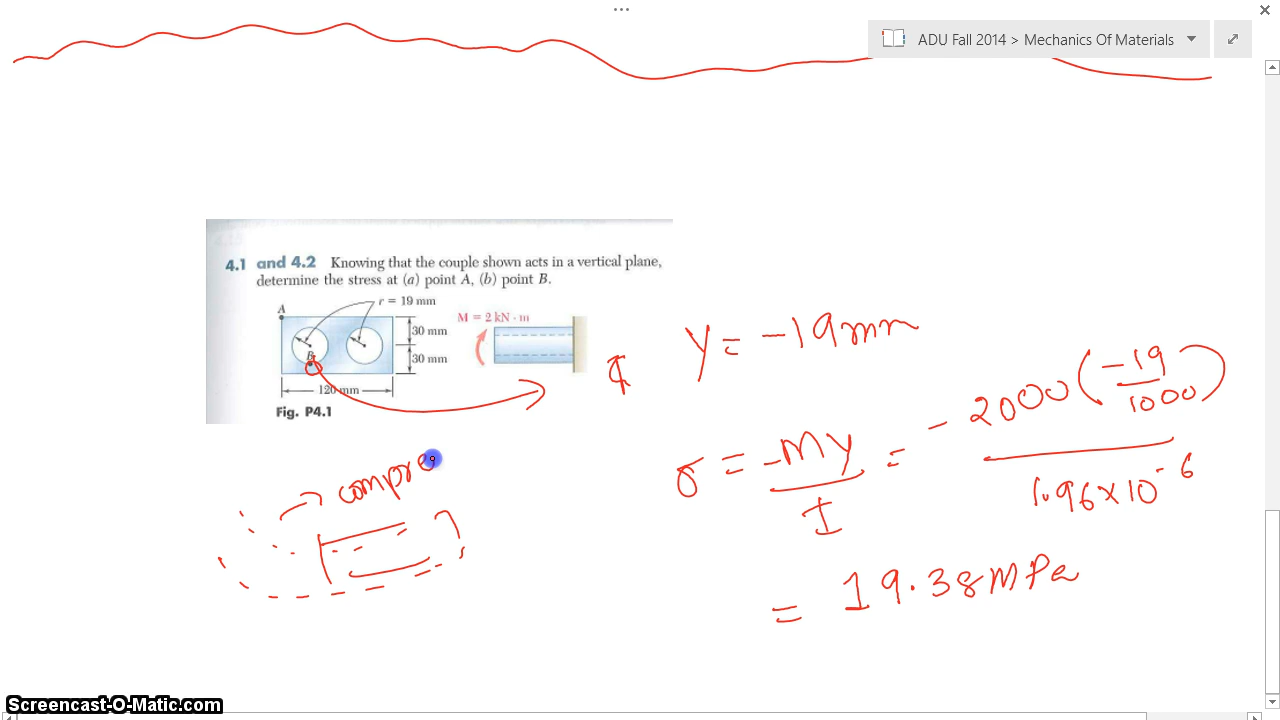 ADU Fall 2014 > Mechanics Of Materials
4.1 and 4.2 Knowing that the couple shown acts in a vertical plane,
determine the stress at (a) point A, (b) point B.
A
r = 19 mm
M = 2 kN · m
30 mm
B
30 mm
120 mm
Fig. P4.1
y = -19mm
σ = -My/I = - 2000(-19/1000)/1.96×10^-6
= 19.38MPa
compre
Screencast-O-Matic.com